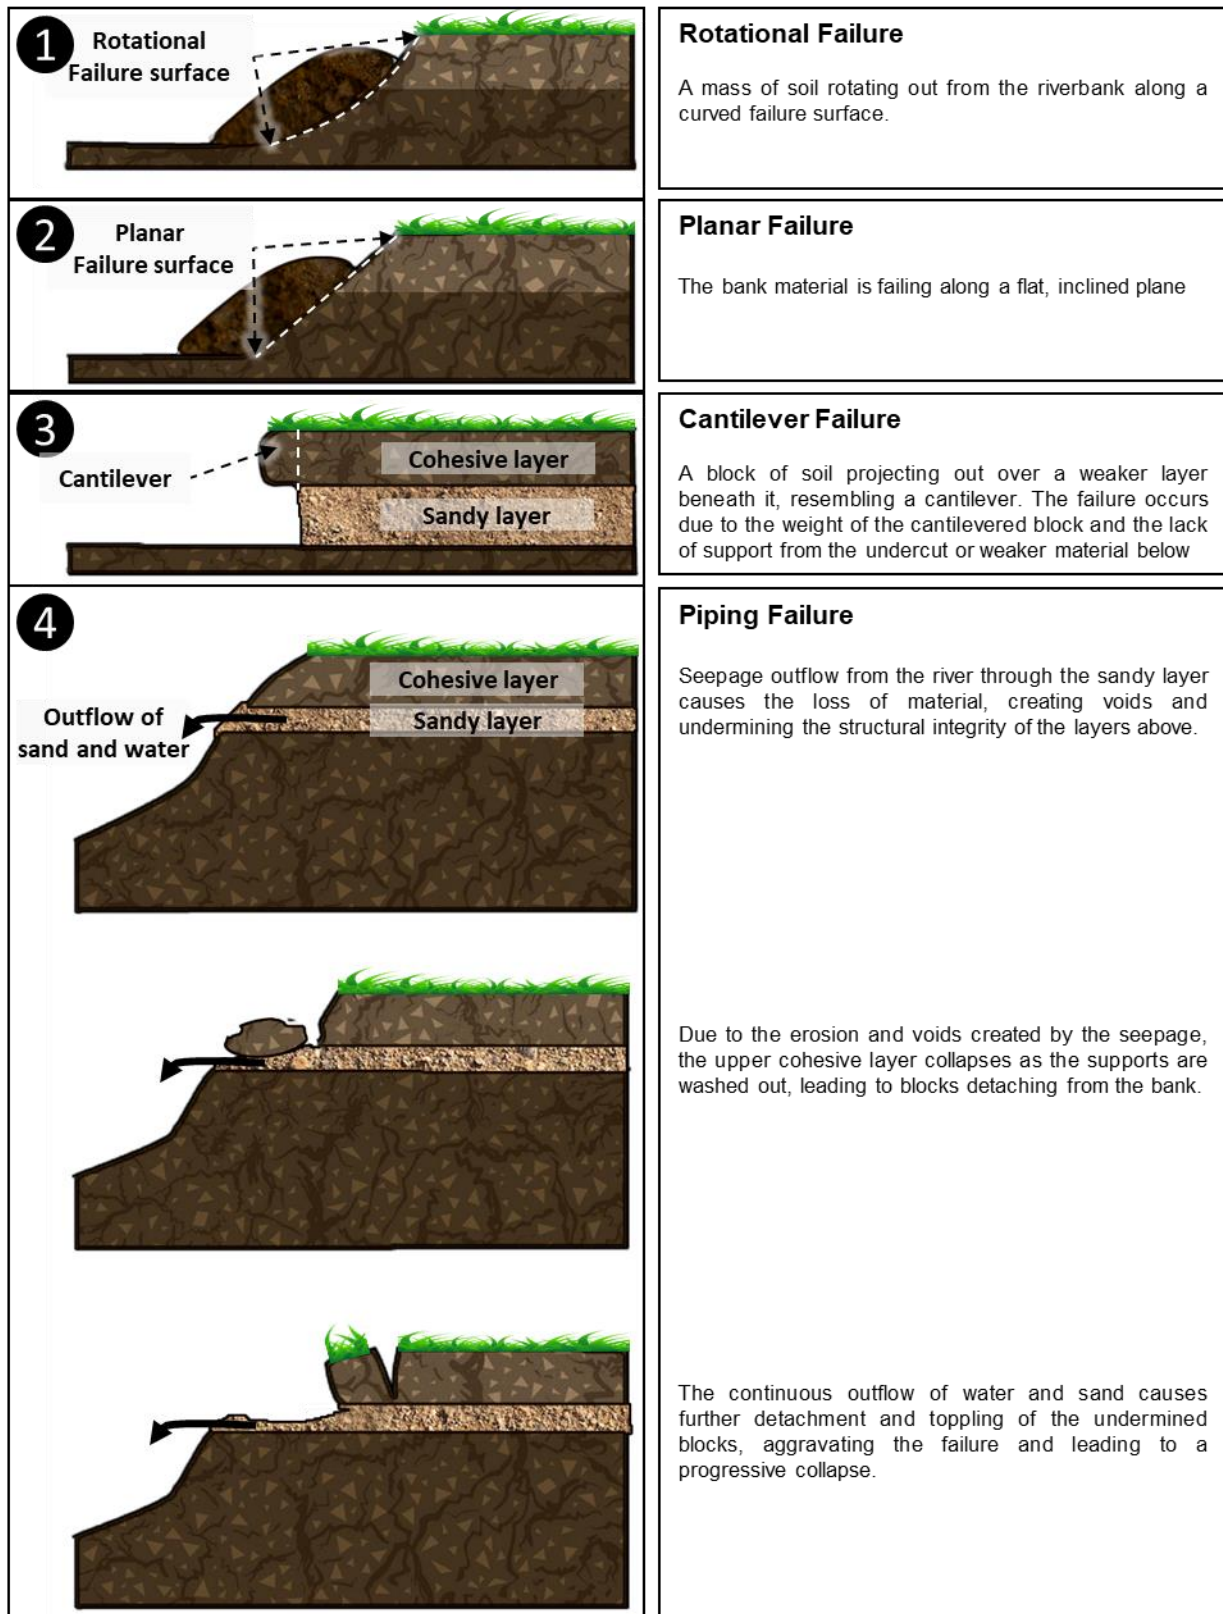 1
Rotational
Failure surface
Rotational Failure
A mass of soil rotating out from the riverbank along a
curved failure surface.
2
Planar
Failure surface
Planar Failure
The bank material is failing along a flat, inclined plane
3
Cantilever
Cohesive layer
Sandy layer
Cantilever Failure
A block of soil projecting out over a weaker layer
beneath it, resembling a cantilever. The failure occurs
due to the weight of the cantilevered block and the lack
of support from the undercut or weaker material below
4
Cohesive layer
Sandy layer
Outflow of
sand and water
Piping Failure
Seepage outflow from the river through the sandy layer
causes the loss of material, creating voids and
undermining the structural integrity of the layers above.
Due to the erosion and voids created by the seepage,
the upper cohesive layer collapses as the supports are
washed out, leading to blocks detaching from the bank.
The continuous outflow of water and sand causes
further detachment and toppling of the undermined
blocks, aggravating the failure and leading to a
progressive collapse.